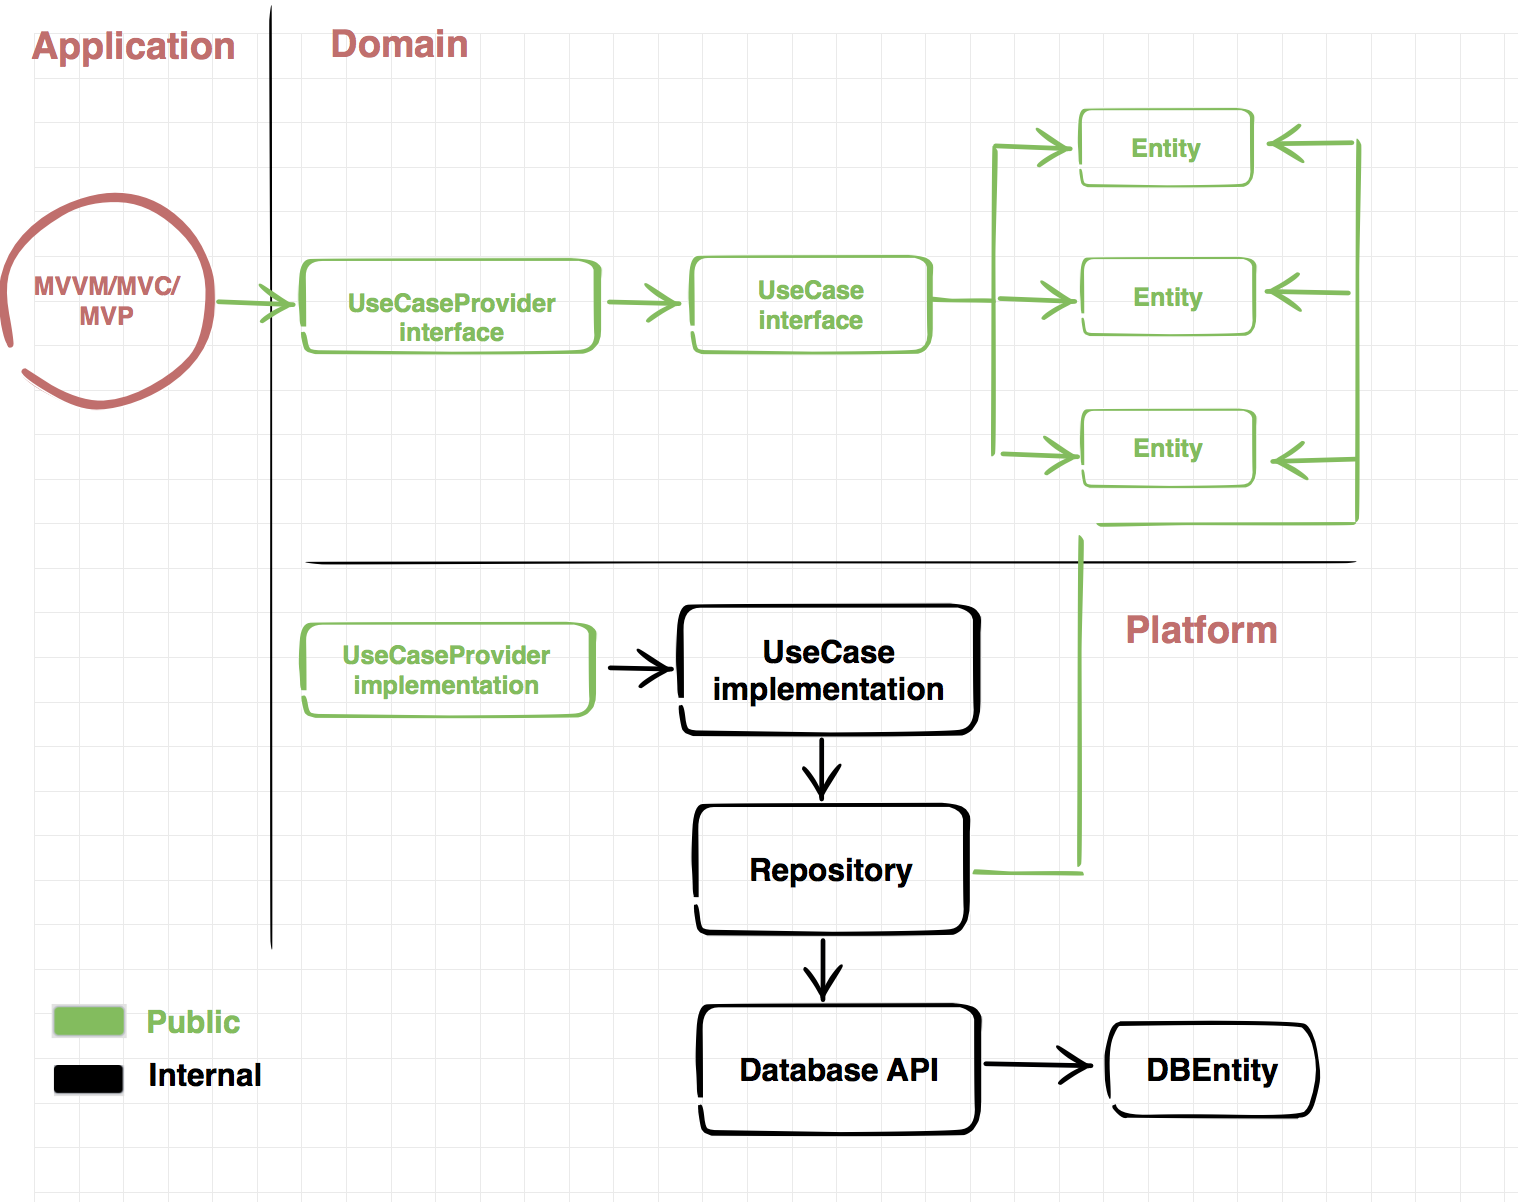 Application
Domain
Entity
MVVM/MVC/
MVP
UseCaseProvider
interface
UseCase
interface
Entity
Entity
Platform
UseCaseProvider
implementation
UseCase
implementation
Repository
Public
Internal
Database API
DBEntity